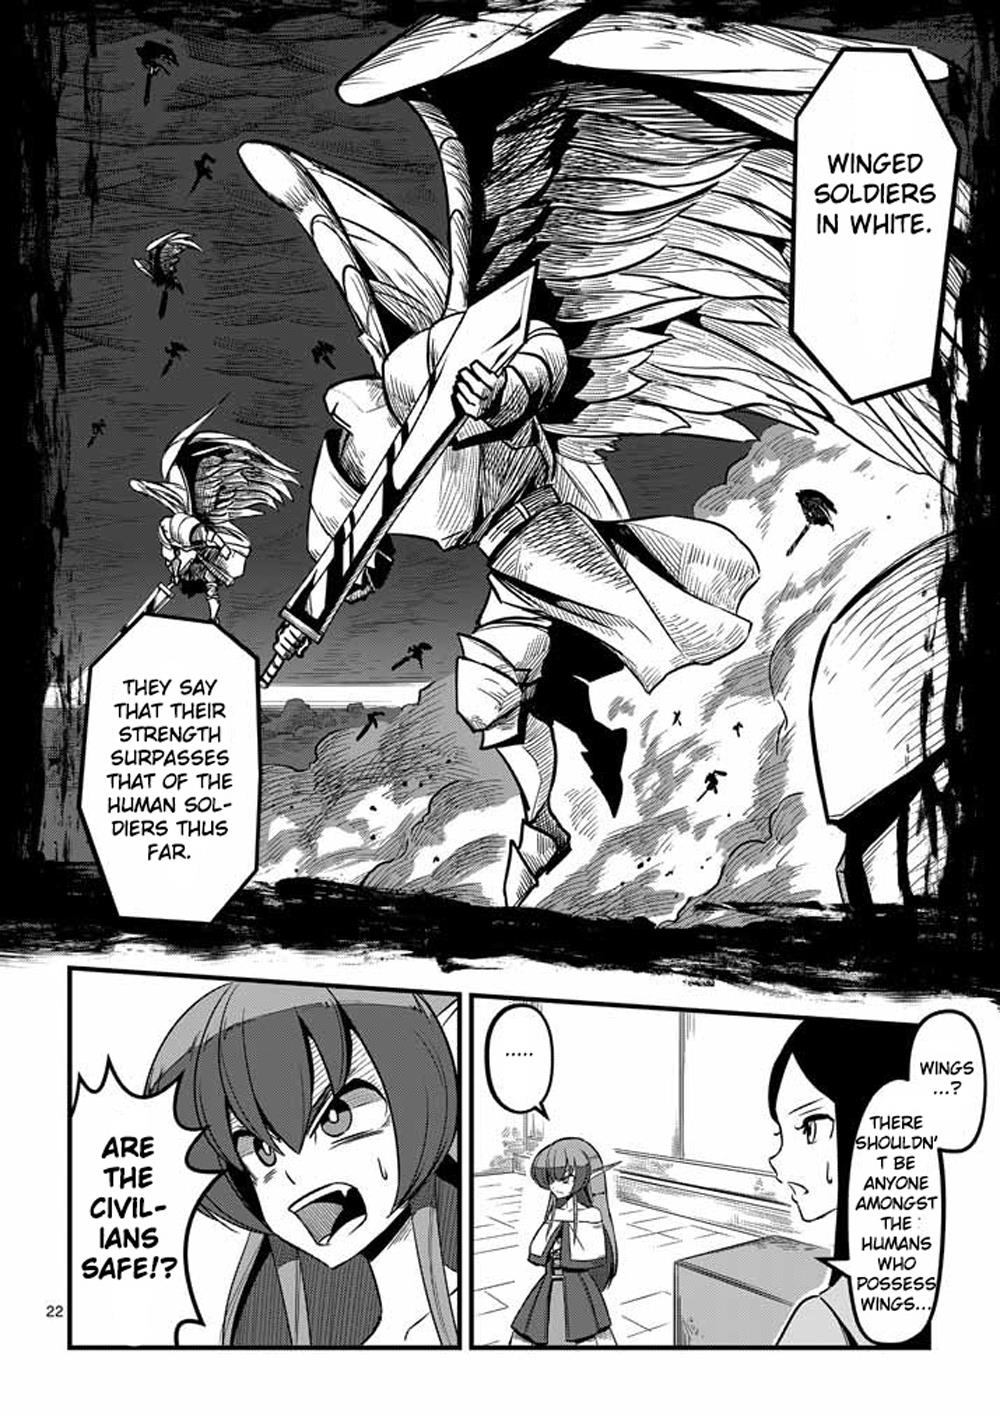 WINGED
SOLDIERS
IN WHITE.
THEY SAY
THAT THEIR
STRENGTH
SURPASSES
THAT OF THE
HUMAN SOL-
DIERS THUS
FAR.
WINGS
...?
THERE
SHOULDN'
T BE
ANYONE
AMONGST
THE
HUMANS
WHO
POSSESS
WINGS...
.....
ARE
THE
CIVIL-
IANS
SAFE!?
22